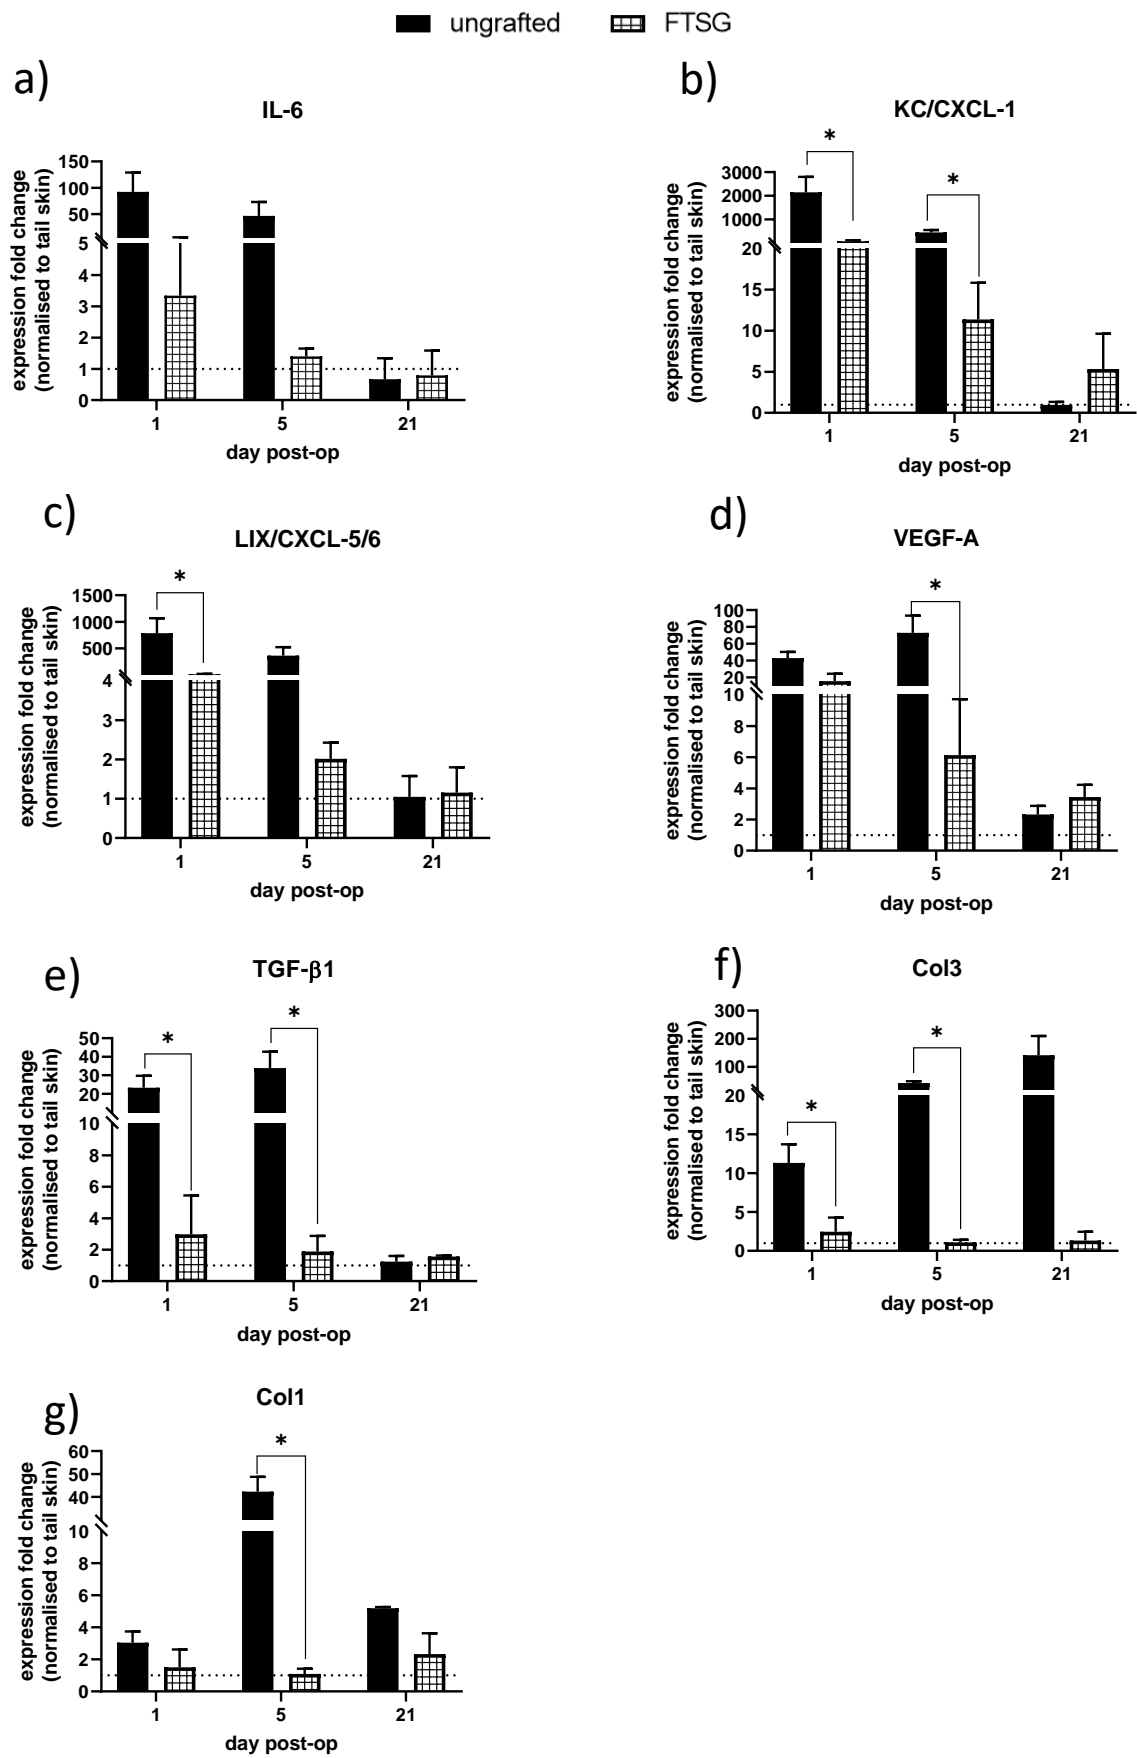 ungrafted FTSG
a)
IL-6
expression fold change
(normalised to tail skin)
150
100
50
5
4
3
2
1
0
1 5 21
day post-op
b)
KC/CXCL-1
* *
expression fold change
(normalised to tail skin)
3000
2000
1000
20
15
10
5
0
1 5 21
day post-op
c)
LIX/CXCL-5/6
*
expression fold change
(normalised to tail skin)
1500
1000
500
4
3
2
1
0
1 5 21
day post-op
d)
VEGF-A
*
expression fold change
(normalised to tail skin)
100
80
60
40
20
10
8
6
4
2
0
1 5 21
day post-op
e)
TGF-β1
* *
expression fold change
(normalised to tail skin)
50
40
30
20
10
8
6
4
2
0
1 5 21
day post-op
f)
Col3
* *
expression fold change
(normalised to tail skin)
300
200
100
20
15
10
5
0
1 5 21
day post-op
g)
Col1
*
expression fold change
(normalised to tail skin)
60
50
40
10
8
6
4
2
0
1 5 21
day post-op